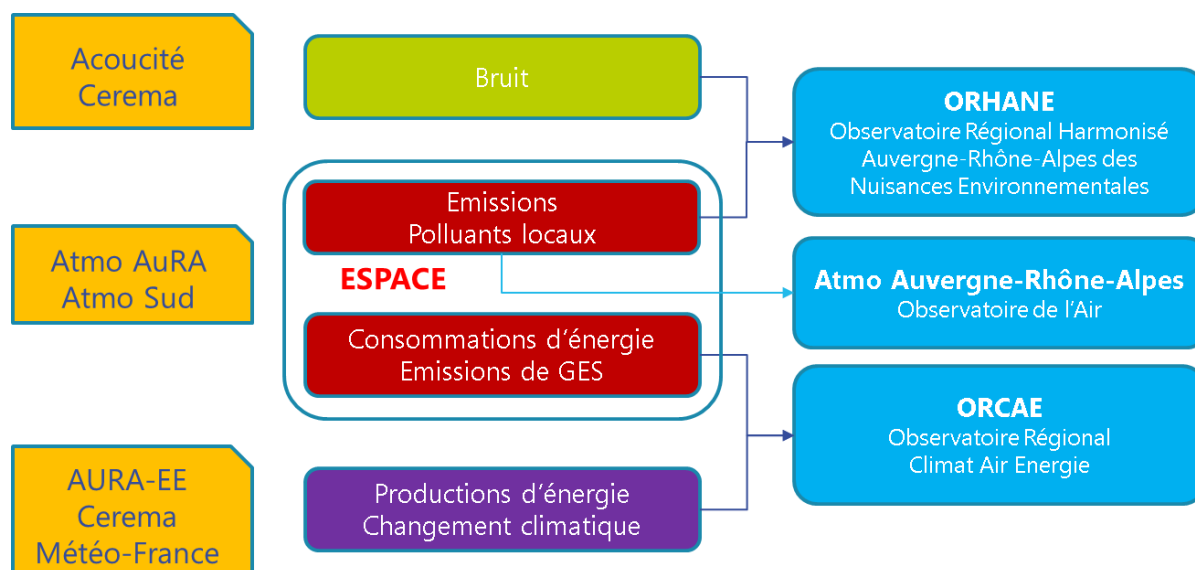 Acoucité
Cerema
Bruit
ORHANE
Observatoire Régional Harmonisé
Auvergne-Rhône-Alpes des
Nuisances Environnementales
Emissions
Polluants locaux
Atmo AuRA
Atmo Sud
ESPACE
Atmo Auvergne-Rhône-Alpes
Observatoire de l'Air
Consommations d'énergie
Emissions de GES
ORCAE
Observatoire Régional
Climat Air Energie
AURA-EE
Cerema
Météo-France
Productions d'énergie
Changement climatique